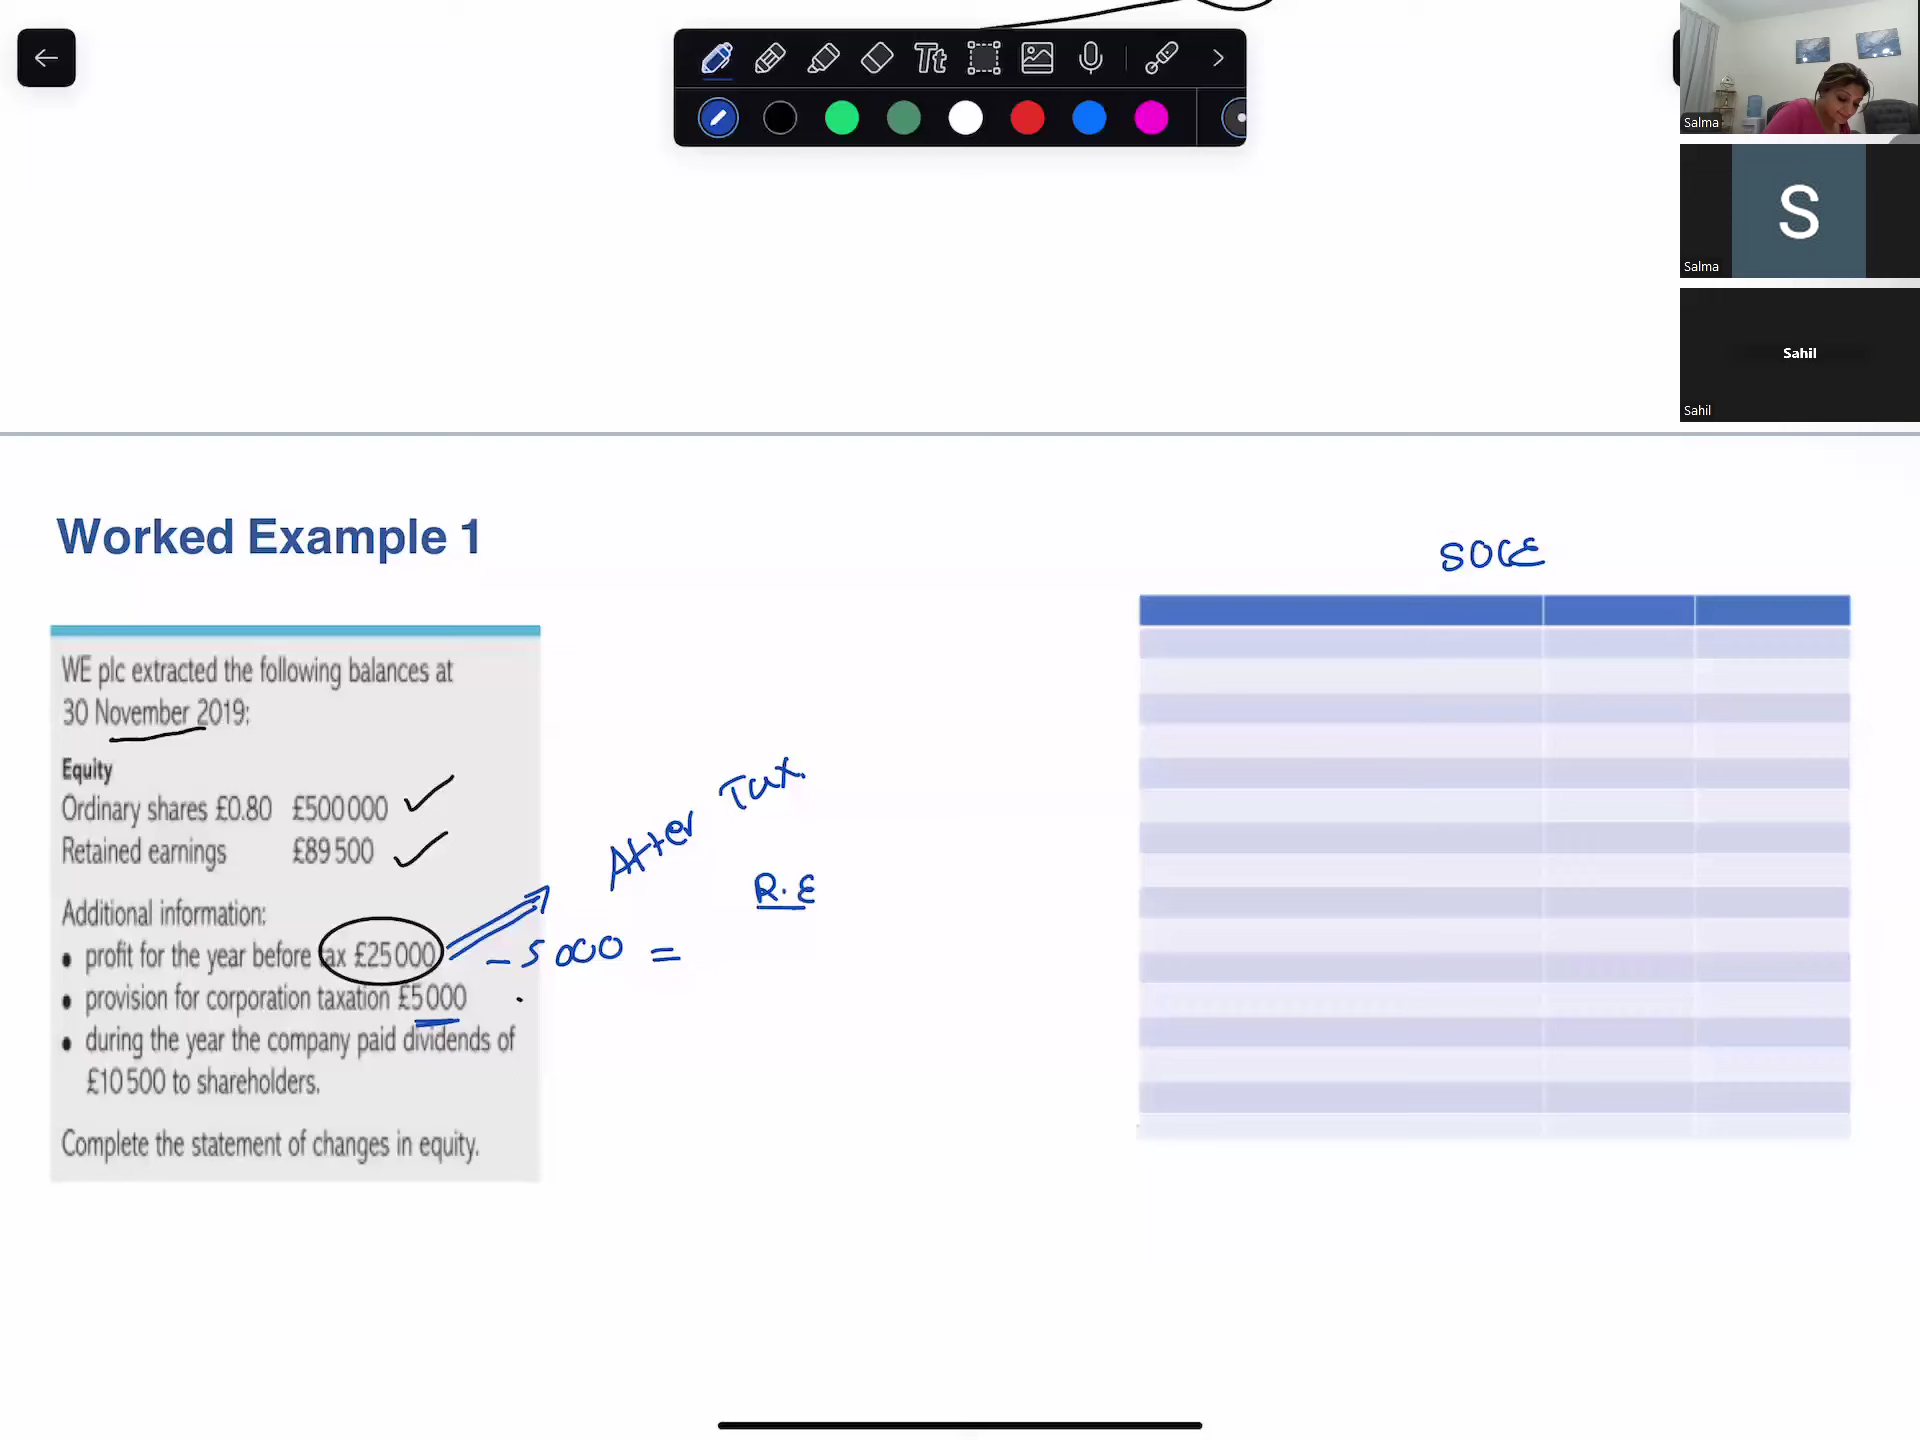 Tt
Salma
S
Salma
Sahil
Sahil
Worked Example 1
SOCE
WE plc extracted the following balances at
30 November 2019:
Equity
Ordinary shares £0.80 £500 000
Retained earnings £89 500
Additional information:
• profit for the year before tax £25 000
• provision for corporation taxation £5 000
• during the year the company paid dividends of
£10 500 to shareholders.
Complete the statement of changes in equity.
After Tax
R.E
- 5 000 =